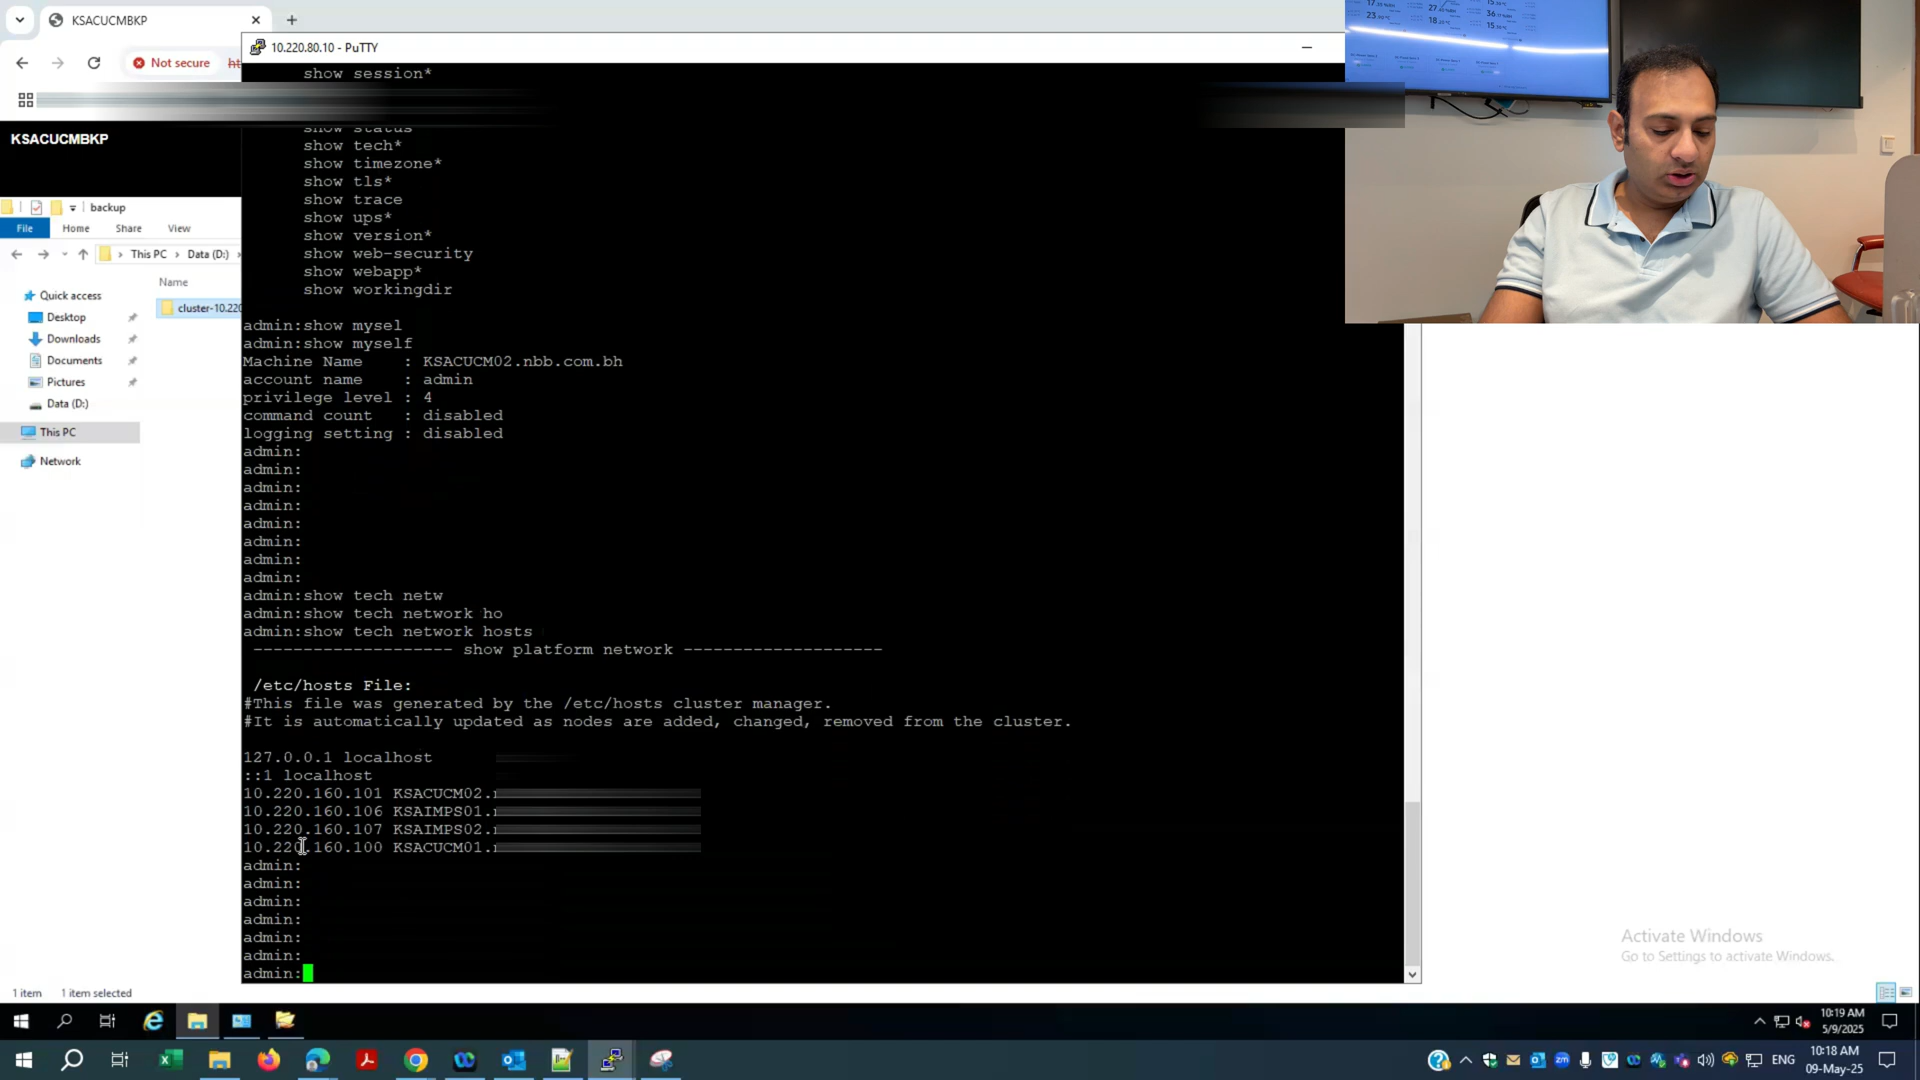 KSACUCMBKP
Not secure
KSACUCMBKP
backup
File Home Share View
This PC Data (D:)
Name
Quick access
cluster-10.220
Desktop
Downloads
Documents
Pictures
Data (D:)
This PC
Network
1 item 1 item selected
10.220.80.10 - PuTTY
show session*
show status
show tech*
show timezone*
show tls*
show trace
show ups*
show version*
show web-security
show webapp*
show workingdir
admin:show mysel
admin:show myself
Machine Name : KSACUCM02.nbb.com.bh
account name : admin
privilege level : 4
command count : disabled
logging setting : disabled
admin:
admin:
admin:
admin:
admin:
admin:
admin:
admin:
admin:show tech netw
admin:show tech network ho
admin:show tech network hosts
-------------------- show platform network --------------------
/etc/hosts File:
#This file was generated by the /etc/hosts cluster manager.
#It is automatically updated as nodes are added, changed, removed from the cluster.
127.0.0.1 localhost
::1 localhost
10.220.160.101 KSACUCM02.
10.220.160.106 KSAIMPS01.
10.220.160.107 KSAIMPS02.
10.220.160.100 KSACUCM01.
admin:
admin:
admin:
admin:
admin:
admin:
admin:
Activate Windows
Go to Settings to activate Windows.
10:19 AM
5/9/2025
ENG
10:18 AM
09-May-25